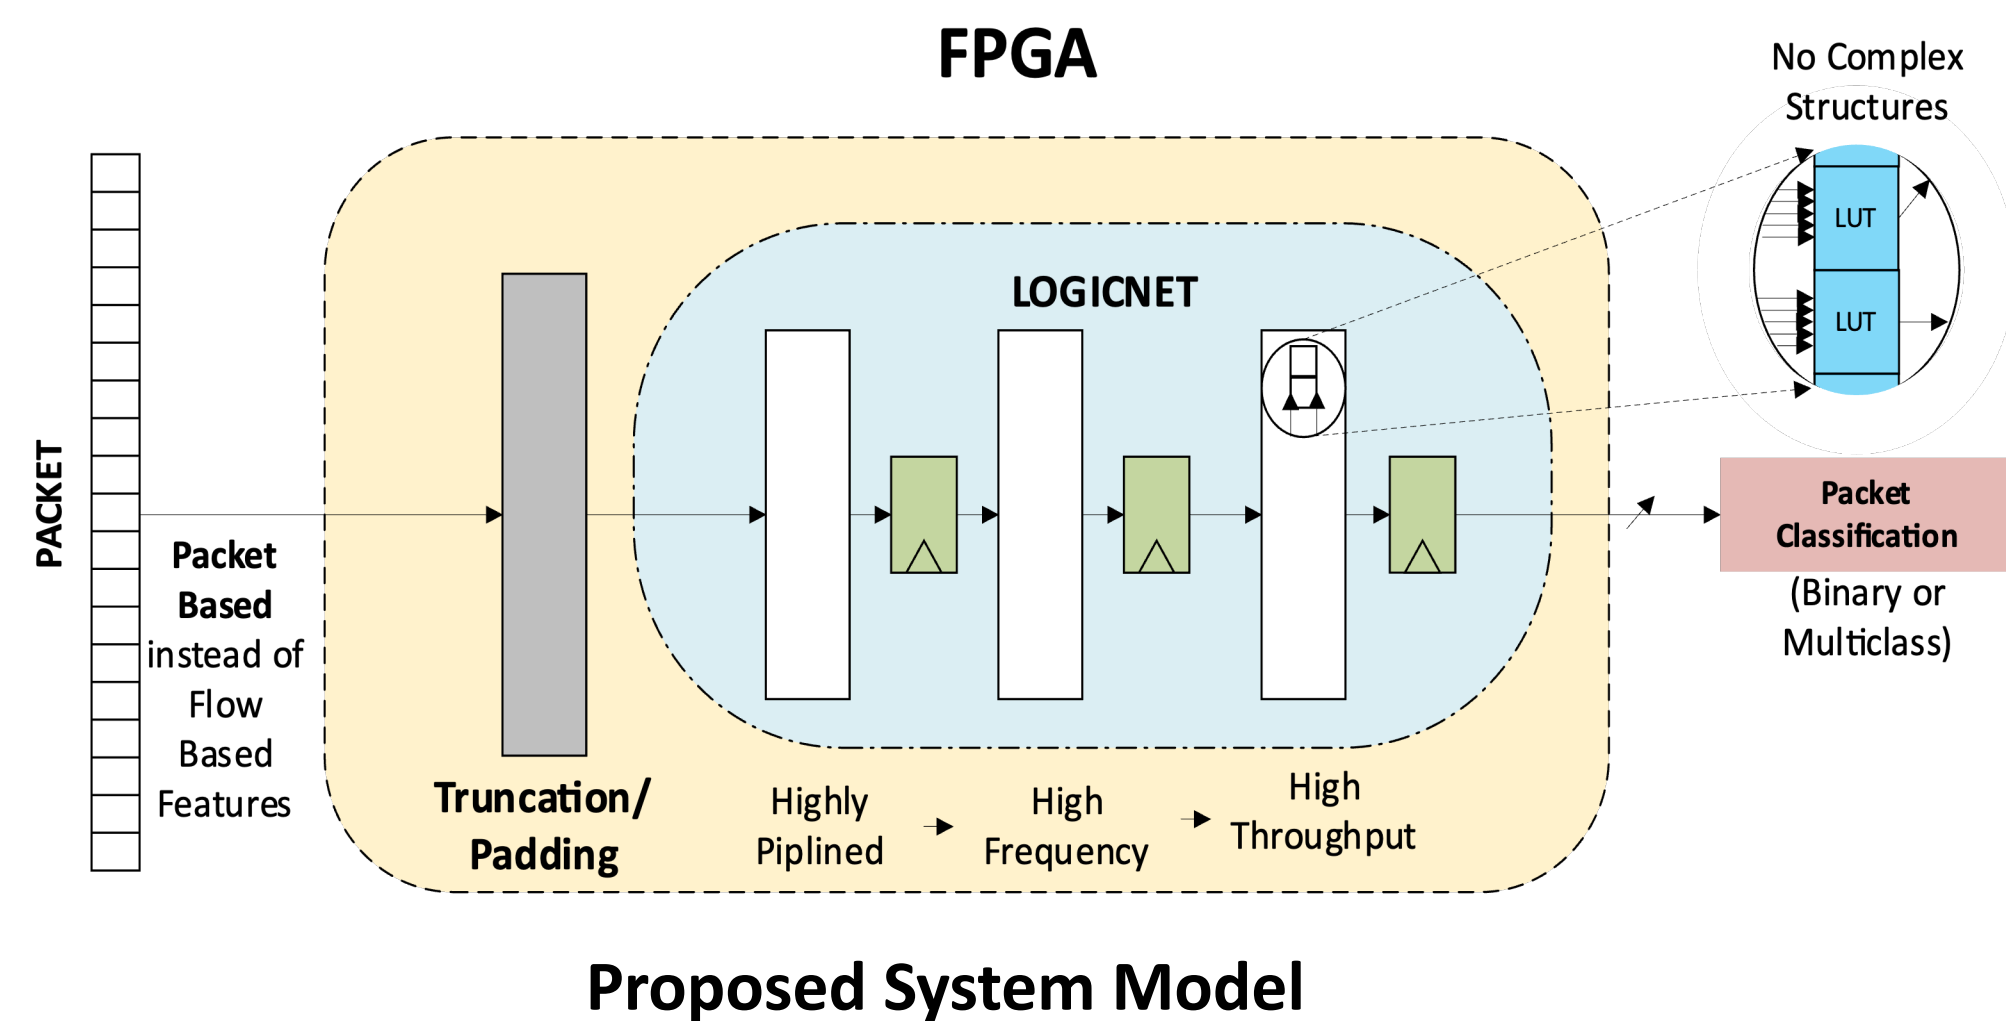 FPGA
No Complex
Structures
LUT
LUT
LOGICNET
PACKET
Packet
Based
instead of
Flow
Based
Features
Truncation/
Padding
Highly
Piplined
High
Frequency
High
Throughput
Packet
Classification
(Binary or
Multiclass)
Proposed System Model